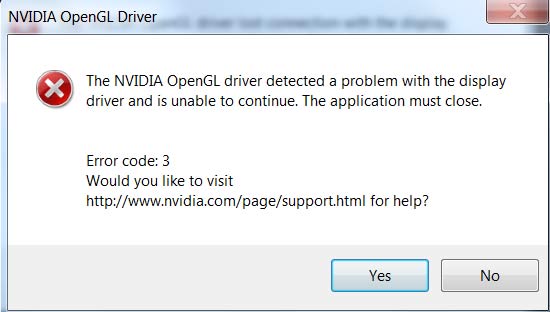 NVIDIA OpenGL Driver
The NVIDIA OpenGL driver detected a problem with the display
driver and is unable to continue. The application must close.
Error code: 3
Would you like to visit
http://www.nvidia.com/page/support.html for help?
Yes
No